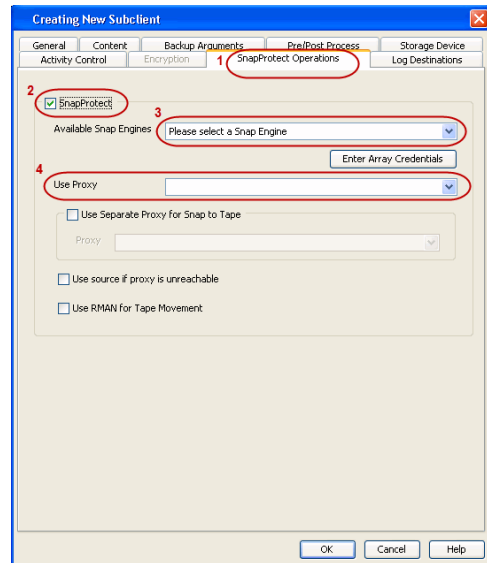 Creating New Subclient
General Content Backup Arguments Pre/Post Process Storage Device
Activity Control Encryption 1 SnapProtect Operations Log Destinations
2
SnapProtect
3
Available Snap Engines Please select a Snap Engine
Enter Array Credentials
4
Use Proxy
Use Separate Proxy for Snap to Tape
Proxy
Use source if proxy is unreachable
Use RMAN for Tape Movement
OK Cancel Help